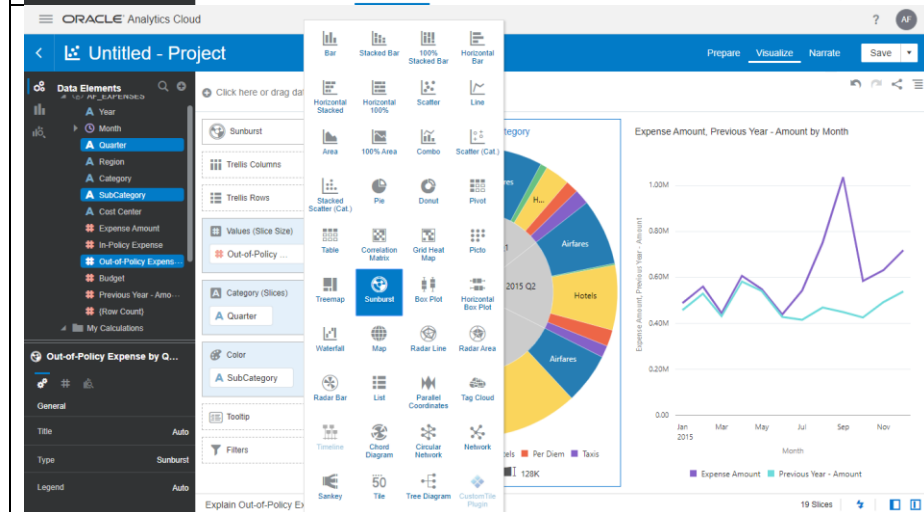 ORACLE Analytics Cloud
?
AF
Untitled - Project
Prepare
Visualize
Narrate
Save
Data Elements
AF_EXPENSES
Year
Month
Quarter
Region
Category
SubCategory
Cost Center
Expense Amount
In-Policy Expense
Out-of-Policy Expens...
Budget
Previous Year - Amo...
(Row Count)
My Calculations
Out-of-Policy Expense by Q...
General
Title Auto
Type Sunburst
Legend Auto
Click here or drag dat
Sunburst
Trellis Columns
Trellis Rows
Values (Slice Size)
Out-of-Policy ...
Category (Slices)
Quarter
Color
SubCategory
Tooltip
Filters
Explain Out-of-Policy Ex
Bar
Stacked Bar
100% Stacked Bar
Horizontal Bar
Horizontal Stacked
Horizontal 100%
Scatter
Line
Area
100% Area
Combo
Scatter (Cat.)
Stacked Scatter (Cat.)
Pie
Donut
Pivot
Table
Correlation Matrix
Grid Heat Map
Picto
Treemap
Sunburst
Box Plot
Horizontal Box Plot
Waterfall
Map
Radar Line
Radar Area
Radar Bar
List
Parallel Coordinates
Tag Cloud
Timeline
Chord Diagram
Circular Network
Network
Sankey
50
Tile
Tree Diagram
CustomTile Plugin
tegory
res
H...
Airfares
1
2015 Q2
Hotels
Airfares
els
Per Diem
Taxis
128K
Expense Amount, Previous Year - Amount by Month
Expense Amount, Previous Year - Amount
1.00M
0.80M
0.60M
0.40M
0.20M
0.00
Jan Mar May Jul Sep Nov
2015
Month
Expense Amount
Previous Year - Amount
19 Slices